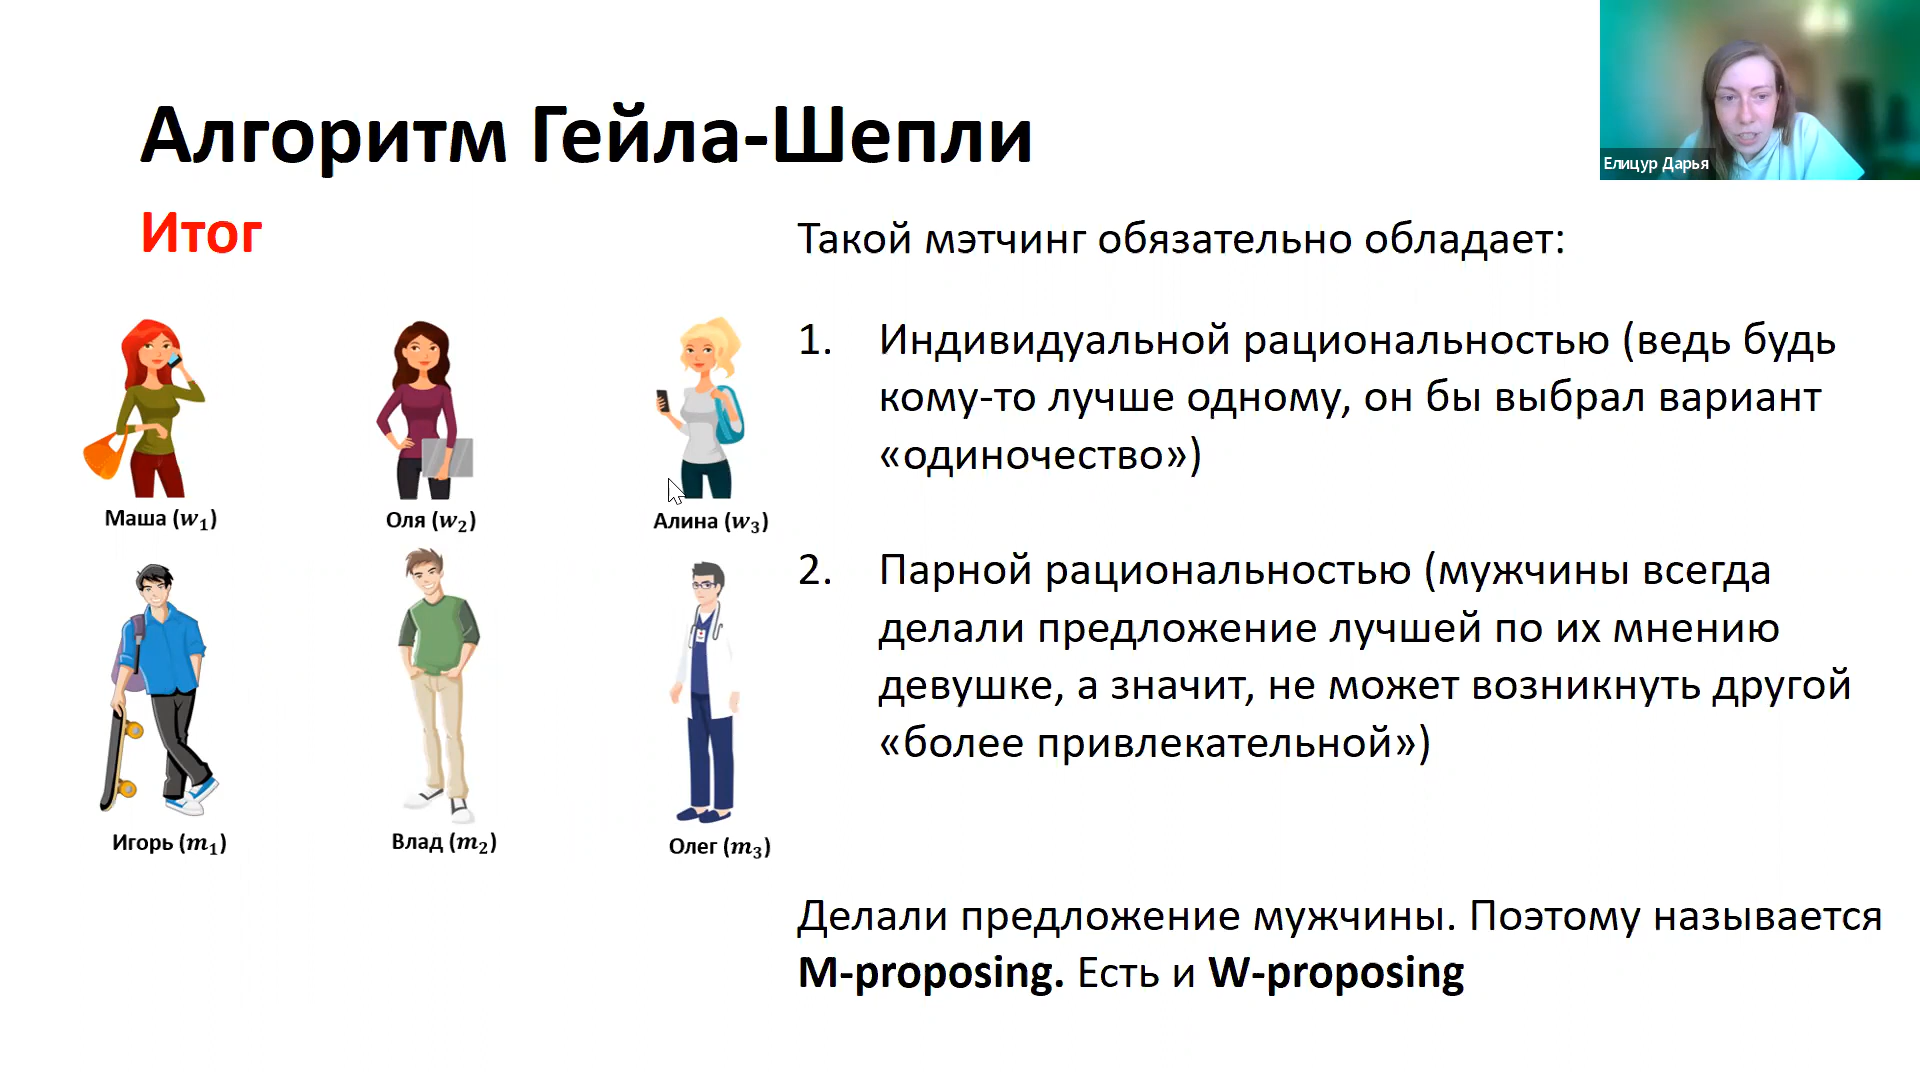 Алгоритм Гейла-Шепли
Елицур Дарья
Итог
Такой мэтчинг обязательно обладает:
1. Индивидуальной рациональностью (ведь будь
кому-то лучше одному, он бы выбрал вариант
«одиночество»)
Маша (w₁)
Оля (w₂)
Алина (w₃)
2. Парной рациональностью (мужчины всегда
делали предложение лучшей по их мнению
девушке, а значит, не может возникнуть другой
«более привлекательной»)
Игорь (m₁)
Влад (m₂)
Олег (m₃)
Делали предложение мужчины. Поэтому называется
M-proposing. Есть и W-proposing